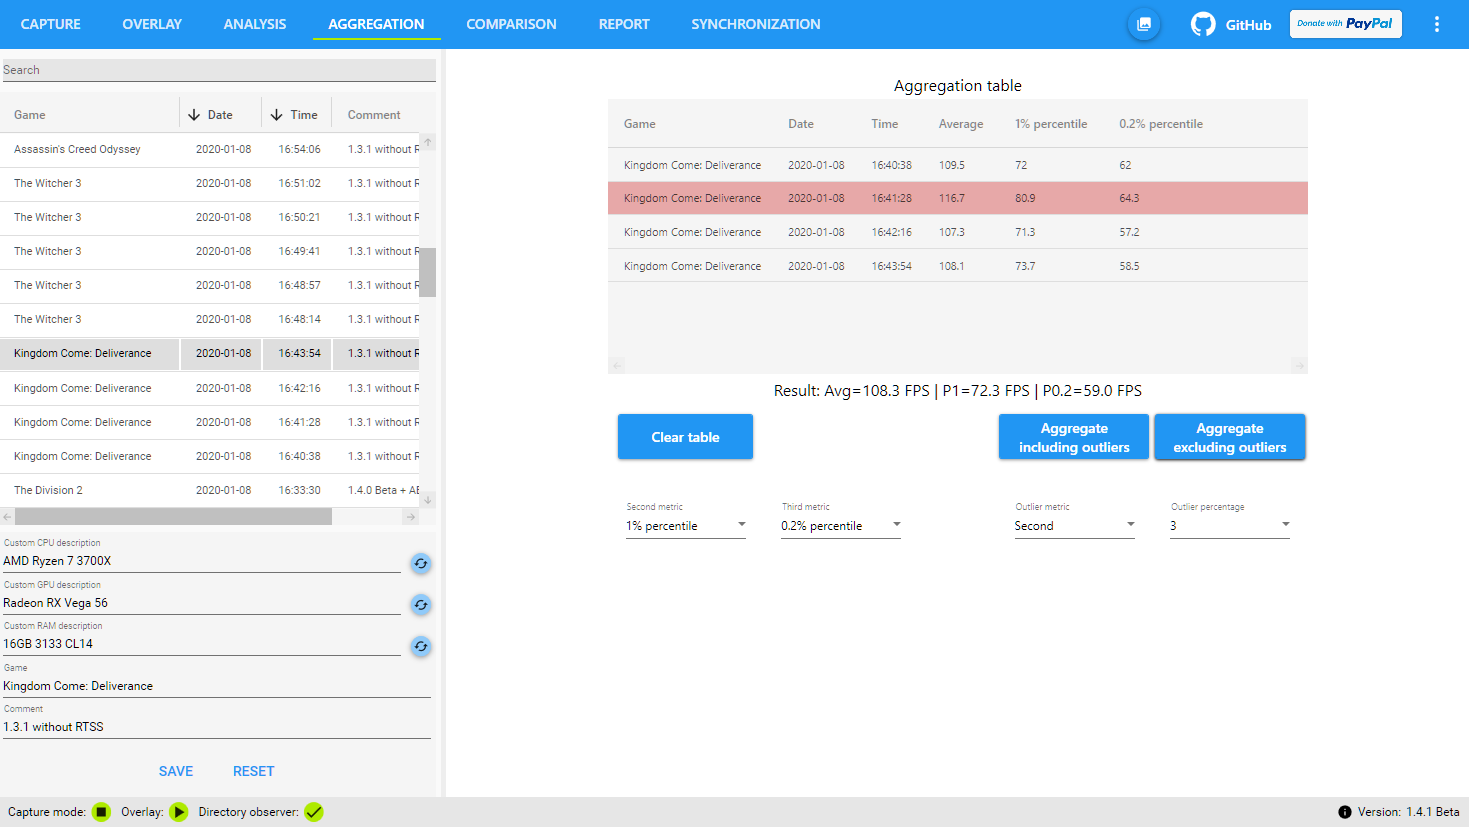 CAPTURE OVERLAY ANALYSIS AGGREGATION COMPARISON REPORT SYNCHRONIZATION GitHub Donate with PayPal
Search
Game Date Time Comment
Assassin's Creed Odyssey 2020-01-08 16:54:06 1.3.1 without R
The Witcher 3 2020-01-08 16:51:02 1.3.1 without R
The Witcher 3 2020-01-08 16:50:21 1.3.1 without R
The Witcher 3 2020-01-08 16:49:41 1.3.1 without R
The Witcher 3 2020-01-08 16:48:57 1.3.1 without R
The Witcher 3 2020-01-08 16:48:14 1.3.1 without R
Kingdom Come: Deliverance 2020-01-08 16:43:54 1.3.1 without R
Kingdom Come: Deliverance 2020-01-08 16:42:16 1.3.1 without R
Kingdom Come: Deliverance 2020-01-08 16:41:28 1.3.1 without R
Kingdom Come: Deliverance 2020-01-08 16:40:38 1.3.1 without R
The Division 2 2020-01-08 16:33:30 1.4.0 Beta + AE
Custom CPU description
AMD Ryzen 7 3700X
Custom GPU description
Radeon RX Vega 56
Custom RAM description
16GB 3133 CL14
Game
Kingdom Come: Deliverance
Comment
1.3.1 without RTSS
SAVE RESET
Aggregation table
Game Date Time Average 1% percentile 0.2% percentile
Kingdom Come: Deliverance 2020-01-08 16:40:38 109.5 72 62
Kingdom Come: Deliverance 2020-01-08 16:41:28 116.7 80.9 64.3
Kingdom Come: Deliverance 2020-01-08 16:42:16 107.3 71.3 57.2
Kingdom Come: Deliverance 2020-01-08 16:43:54 108.1 73.7 58.5
Result: Avg=108.3 FPS | P1=72.3 FPS | P0.2=59.0 FPS
Clear table
Aggregate
including outliers
Aggregate
excluding outliers
Second metric Third metric Outlier metric Outlier percentage
1% percentile 0.2% percentile Second 3
Capture mode: Overlay: Directory observer: Version: 1.4.1 Beta